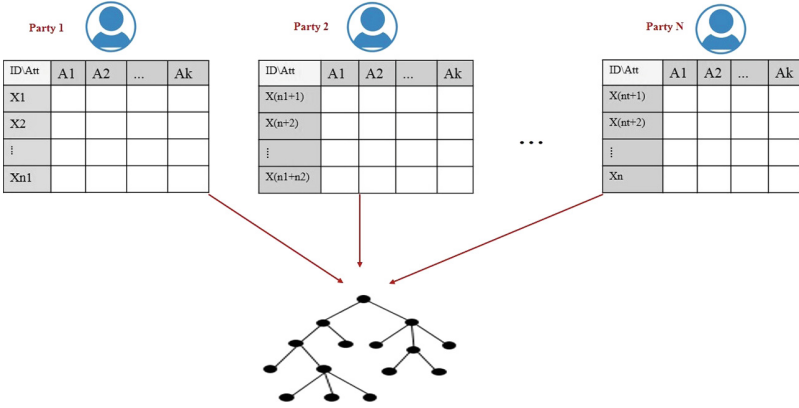 Party 1
Party 2
Party N
ID\Att A1 A2 ... Ak
X1
X2
⋮
Xn1
ID\Att A1 A2 ... Ak
X(n1+1)
X(n+2)
⋮
X(n1+n2)
...
ID\Att A1 A2 ... Ak
X(nt+1)
X(nt+2)
⋮
Xn